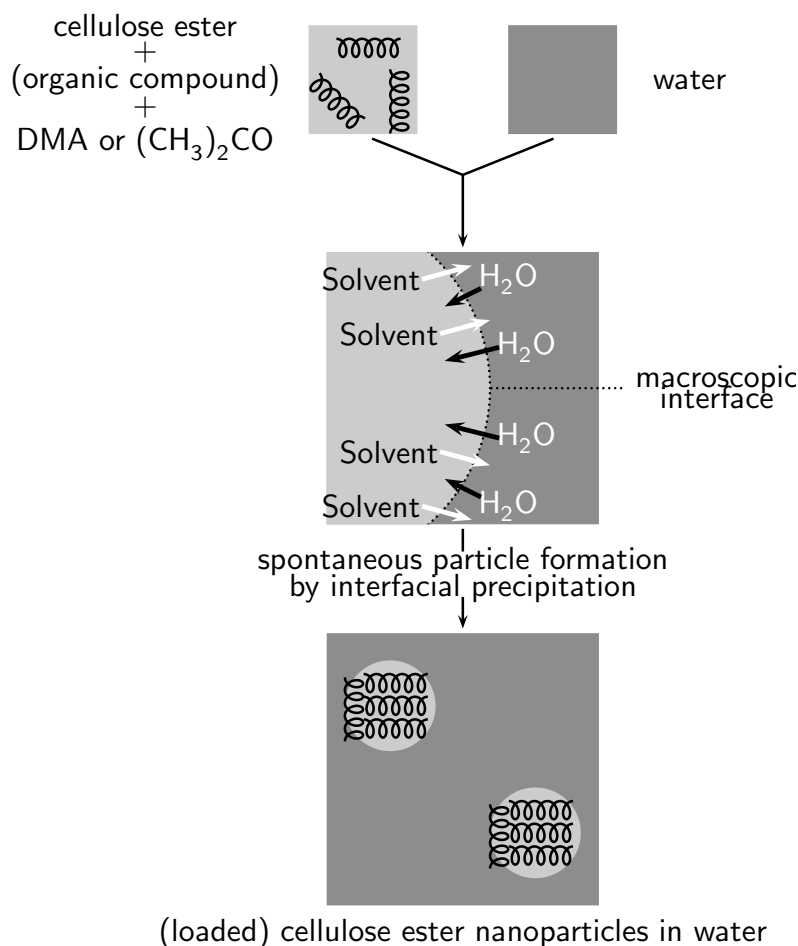 cellulose ester
+
(organic compound)
+
DMA or (CH₃)₂CO
water
Solvent
H₂O
Solvent
H₂O
macroscopic
interface
H₂O
Solvent
Solvent
H₂O
spontaneous particle formation
by interfacial precipitation
(loaded) cellulose ester nanoparticles in water